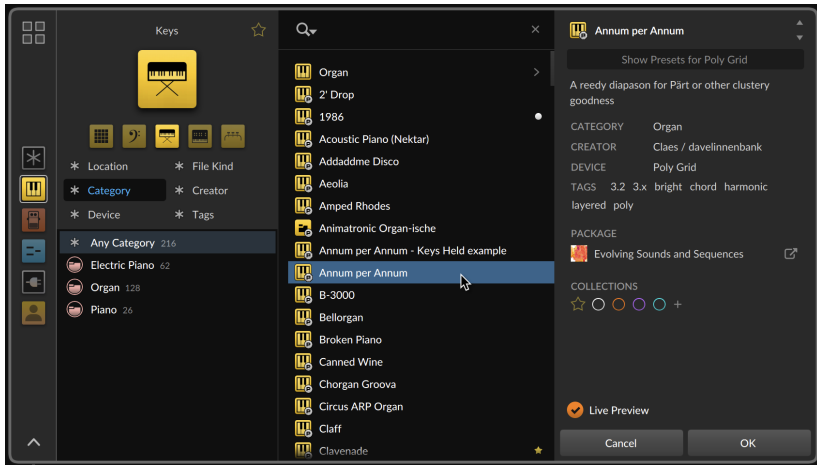 Keys
* Location
* File Kind
* Category
* Creator
* Device
* Tags
* Any Category 216
Electric Piano 62
Organ 128
Piano 26
Organ
2' Drop
1986
Acoustic Piano (Nektar)
Addaddme Disco
Aeolia
Amped Rhodes
Animatronic Organ-ische
Annum per Annum - Keys Held example
Annum per Annum
B-3000
Bellorgan
Broken Piano
Canned Wine
Chorgan Groova
Circus ARP Organ
Claff
Clavenade
Annum per Annum
Show Presets for Poly Grid
A reedy diapason for Pärt or other clustery
goodness
CATEGORY Organ
CREATOR Claes / davelinnenbank
DEVICE Poly Grid
TAGS 3.2 3.x bright chord harmonic
layered poly
PACKAGE
Evolving Sounds and Sequences
COLLECTIONS
Live Preview
Cancel
OK